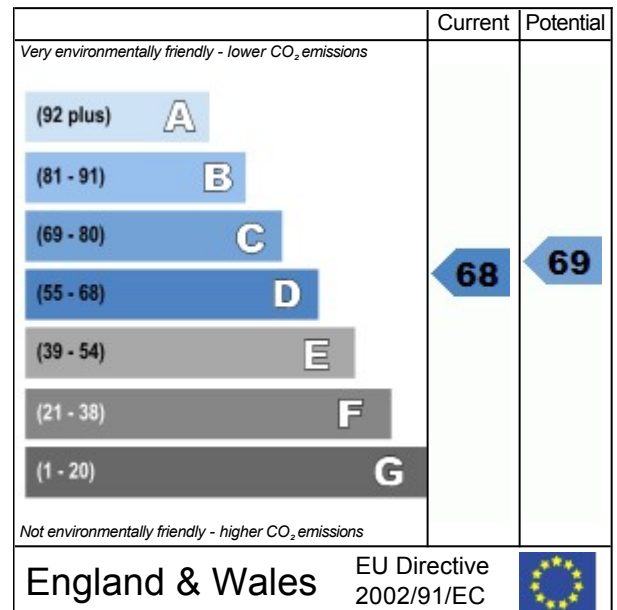 Current Potential
Very environmentally friendly - lower CO₂ emissions
(92 plus) A
(81 - 91) B
(69 - 80) C
(55 - 68) D
68
69
(39 - 54) E
(21 - 38) F
(1 - 20) G
Not environmentally friendly - higher CO₂ emissions
England & Wales
EU Directive
2002/91/EC